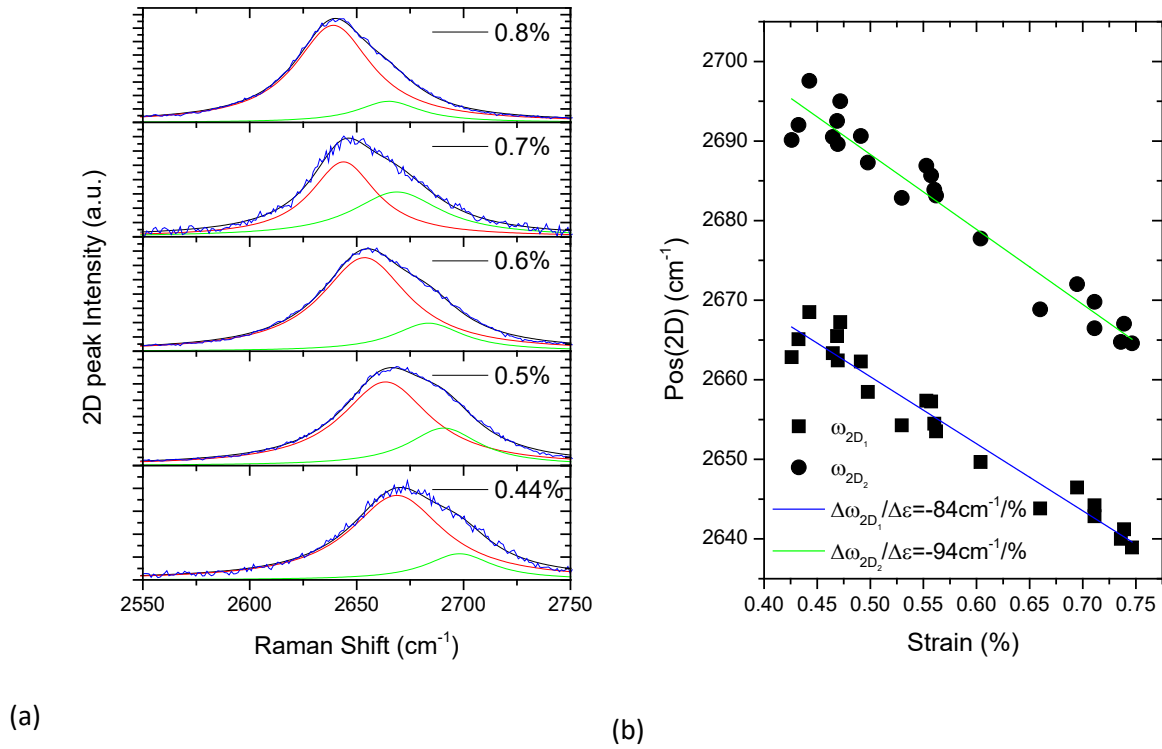 0.8%
0.7%
0.6%
0.5%
0.44%
2D peak Intensity (a.u.)
2550 2600 2650 2700 2750
Raman Shift (cm⁻¹)
(a)
2700
2690
2680
2670
2660
2650
2640
Pos(2D) (cm⁻¹)
ω2D₁
ω2D₂
Δω2D₁/Δε=-84cm⁻¹/%
Δω2D₂/Δε=-94cm⁻¹/%
0.40 0.45 0.50 0.55 0.60 0.65 0.70 0.75
Strain (%)
(b)